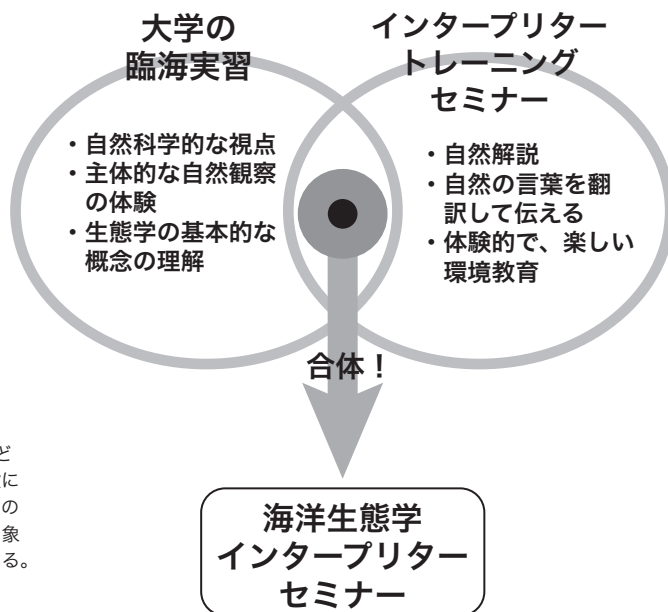 大学の
臨海実習
・自然科学的な視点
・主体的な自然観察
の体験
・生態学の基本的な
概念の理解
インタープリター
トレーニング
セミナー
・自然解説
・自然の言葉を翻
訳して伝える
・体験的で、楽しい
環境教育
合体！
ど
に
の
象
る。
海洋生態学
インタープリター
セミナー